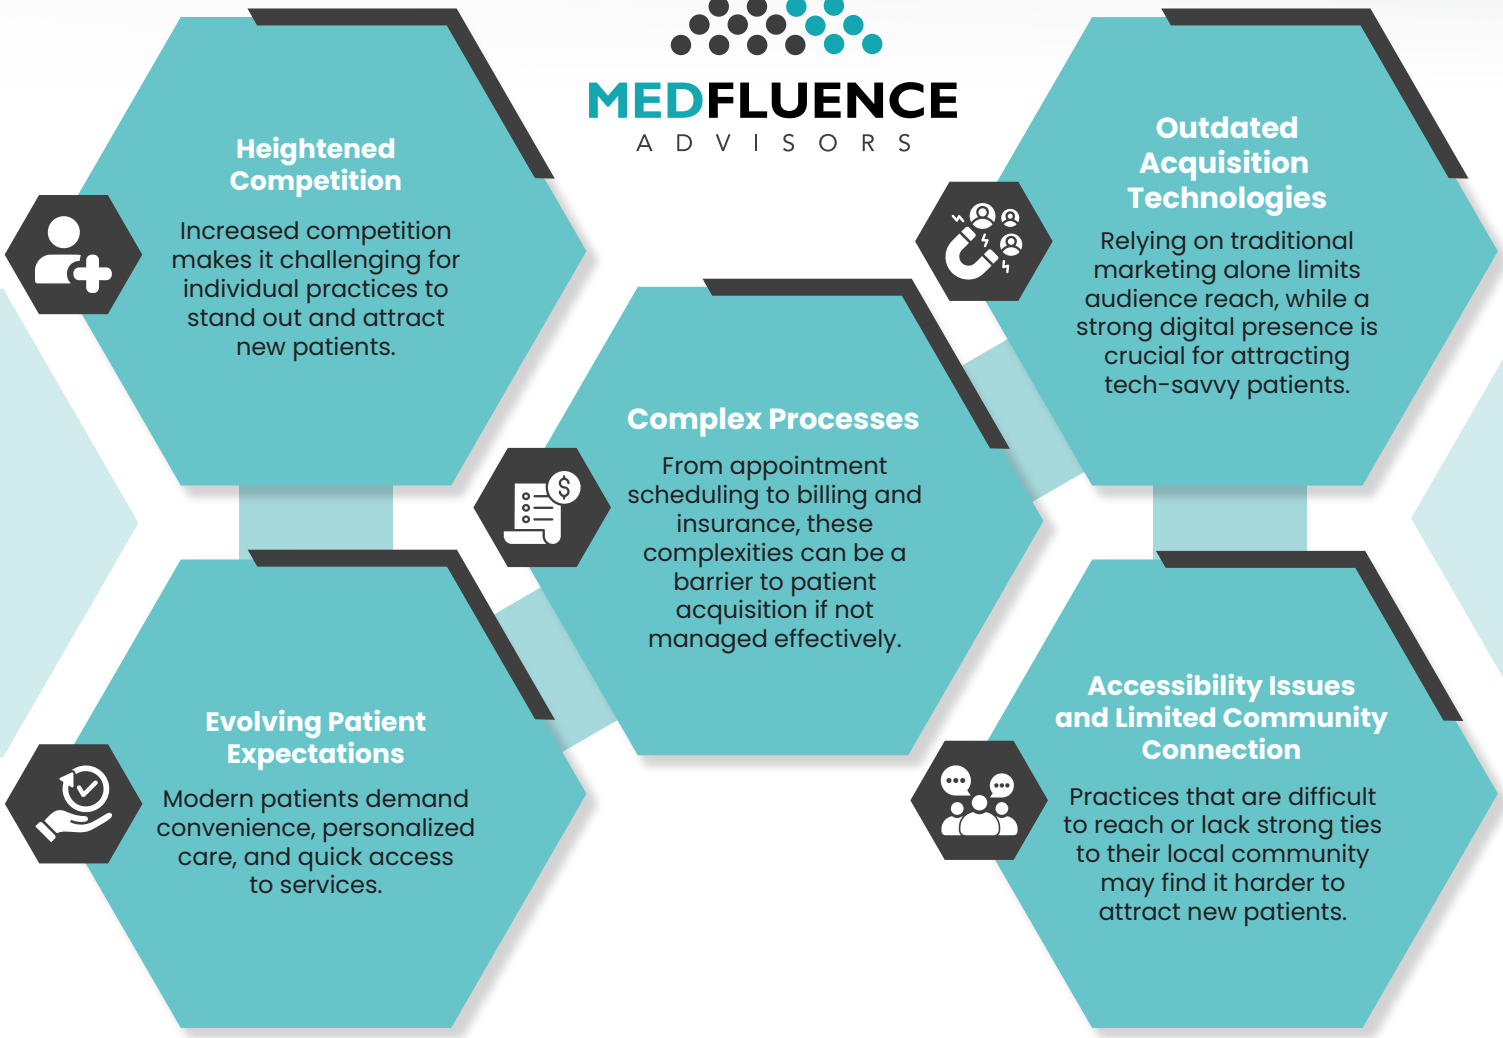 MEDFLUENCE
ADVISORS
Heightened
Competition
Increased competition
makes it challenging for
individual practices to
stand out and attract
new patients.
Evolving Patient
Expectations
Modern patients demand
convenience, personalized
care, and quick access
to services.
Complex Processes
From appointment
scheduling to billing and
insurance, these
complexities can be a
barrier to patient
acquisition if not
managed effectively.
$
Outdated
Acquisition
Technologies
Relying on traditional
marketing alone limits
audience reach, while a
strong digital presence is
crucial for attracting
tech-savvy patients.
Accessibility Issues
and Limited Community
Connection
Practices that are difficult
to reach or lack strong ties
to their local community
may find it harder to
attract new patients.